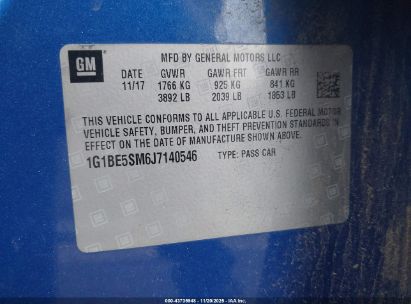 GM
MFD BY GENERAL MOTORS LLC
DATE GVWR GAWR FRT GAWR RR
11/17 1766 KG 925 KG 841 KG
3892 LB 2039 LB 1853 LB
THIS VEHICLE CONFORMS TO ALL APPLICABLE U.S. FEDERAL MOTOR
VEHICLE SAFETY, BUMPER, AND THEFT PREVENTION STANDARDS IN
EFFECT ON THE DATE OF MANUFACTURE SHOWN ABOVE.
1G1BE5SM6J7140546 TYPE: PASS CAR